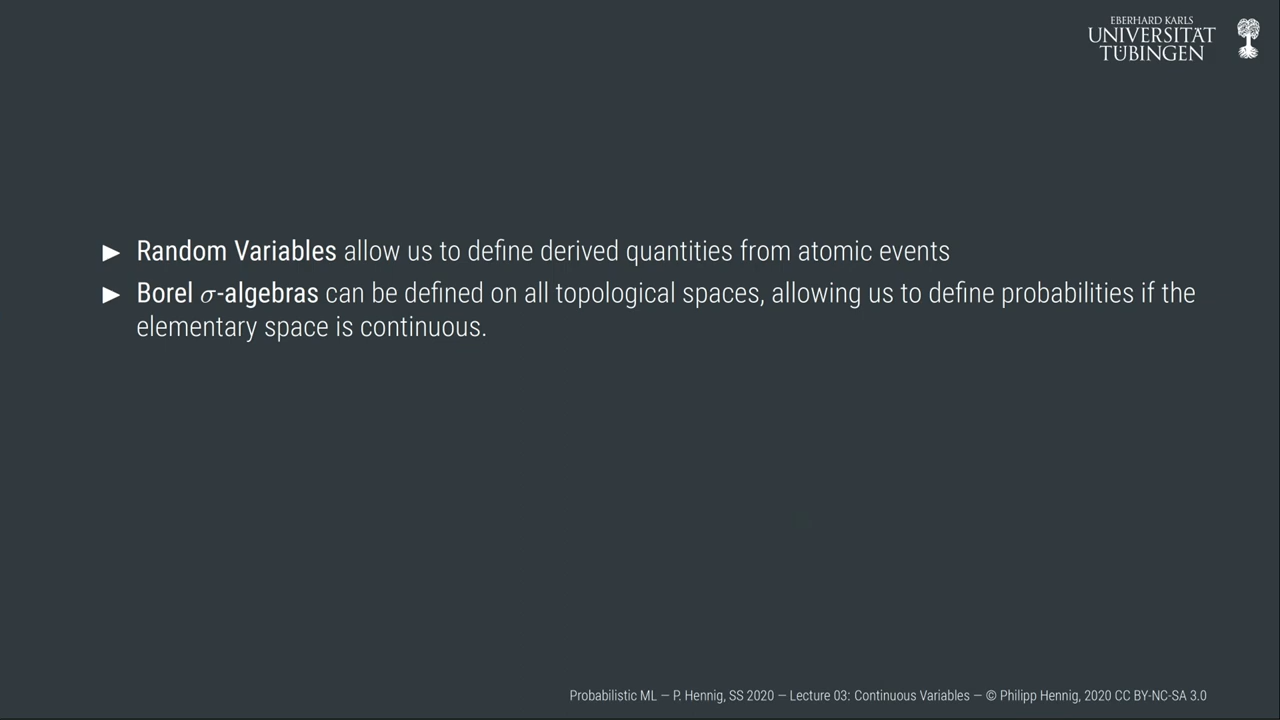 EBERHARD KARLS
UNIVERSITÄT
TÜBINGEN
► Random Variables allow us to define derived quantities from atomic events
► Borel σ-algebras can be defined on all topological spaces, allowing us to define probabilities if the
elementary space is continuous.
Probabilistic ML — P. Hennig, SS 2020 — Lecture 03: Continuous Variables — © Philipp Hennig, 2020 CC BY-NC-SA 3.0